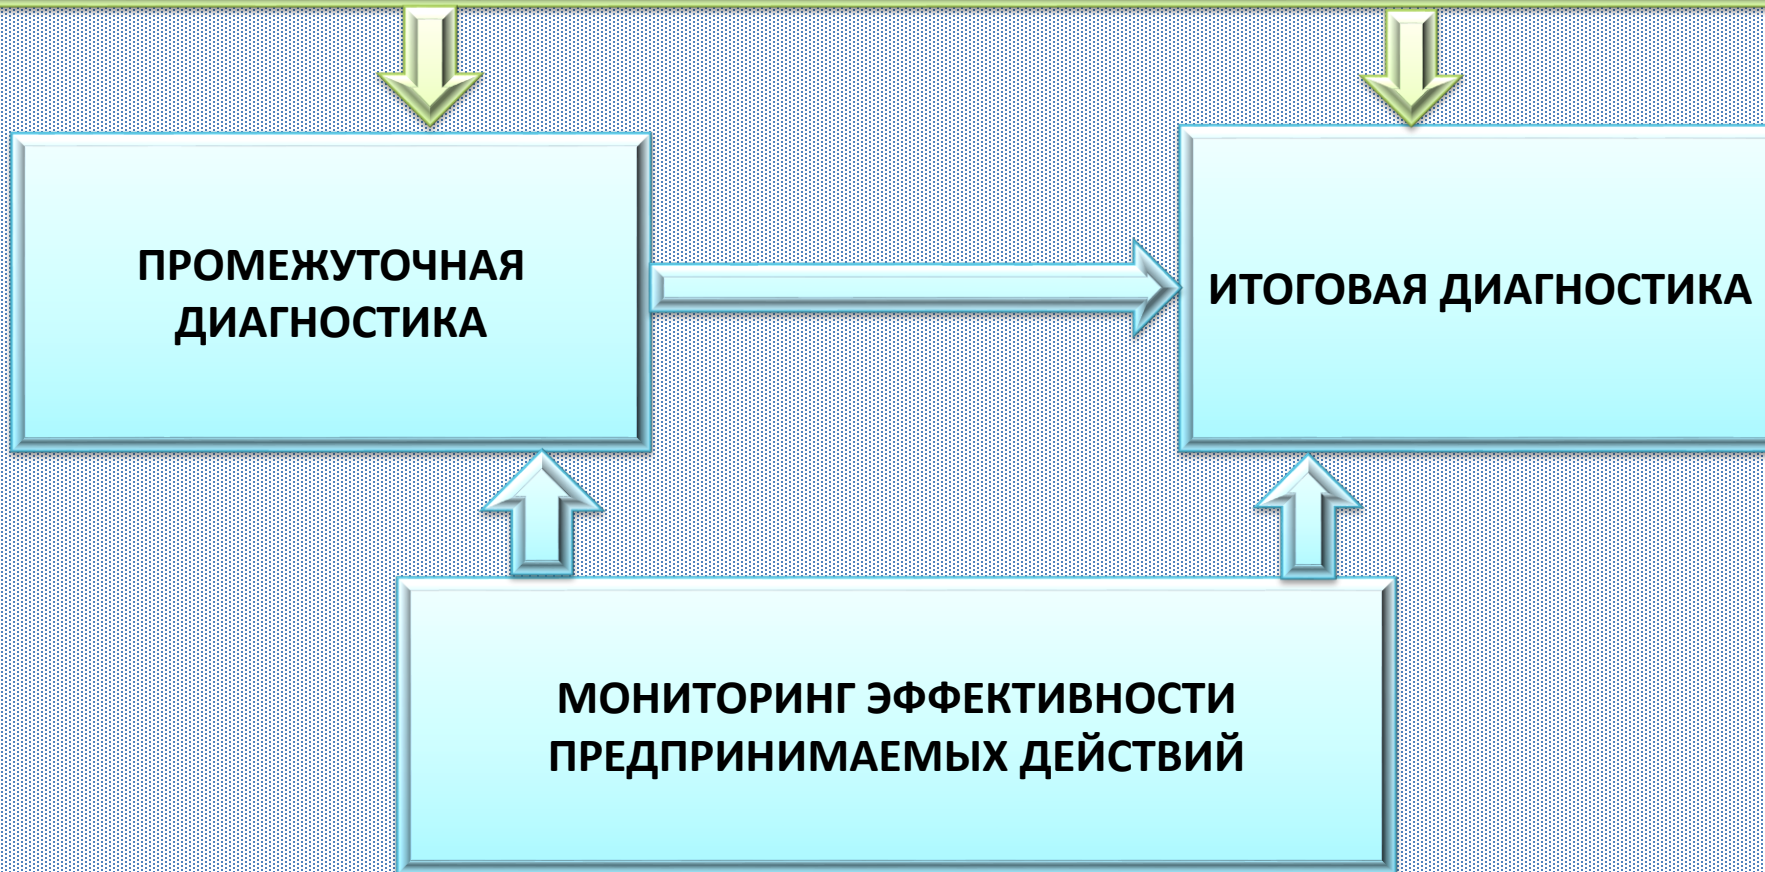 ПРОМЕЖУТОЧНАЯ
ДИАГНОСТИКА
ИТОГОВАЯ ДИАГНОСТИКА
МОНИТОРИНГ ЭФФЕКТИВНОСТИ
ПРЕДПРИНИМАЕМЫХ ДЕЙСТВИЙ